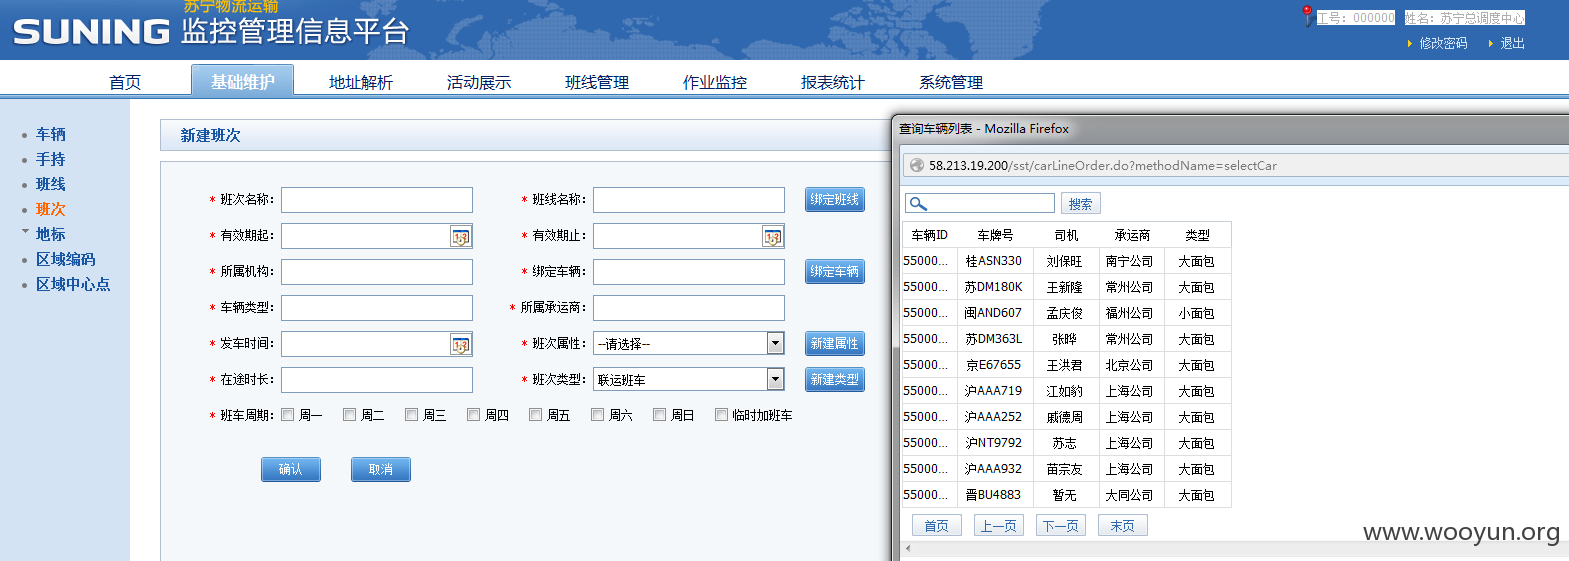 苏宁物流运输
SUNING 监控管理信息平台
工号：000000 姓名：苏宁总调度中心
修改密码 退出
首页 基础维护 地址解析 活动展示 班线管理 作业监控 报表统计 系统管理
车辆
手持
班线
班次
地标
区域编码
区域中心点
新建班次
* 班次名称： * 班线名称： 绑定班线
* 有效期起： * 有效期止：
* 所属机构： * 绑定车辆： 绑定车辆
* 车辆类型： * 所属承运商：
* 发车时间： * 班次属性： --请选择-- 新建属性
* 在途时长： * 班次类型： 联运班车 新建类型
* 班车周期： 周一 周二 周三 周四 周五 周六 周日 临时加班车
确认 取消
查询车辆列表 - Mozilla Firefox
58.213.19.200/sst/carLineOrder.do?methodName=selectCar
搜索
车辆ID 车牌号 司机 承运商 类型
55000... 桂ASN330 刘保旺 南宁公司 大面包
55000... 苏DM180K 王新隆 常州公司 大面包
55000... 闽AND607 孟庆俊 福州公司 小面包
55000... 苏DM363L 张晔 常州公司 大面包
55000... 京E67655 王洪君 北京公司 大面包
55000... 沪AAA719 江如豹 上海公司 大面包
55000... 沪AAA252 戚德周 上海公司 大面包
55000... 沪NT9792 苏志 上海公司 大面包
55000... 沪AAA932 苗宗友 上海公司 大面包
55000... 晋BU4883 暂无 大同公司 大面包
首页 上一页 下一页 末页
www.wooyun.org